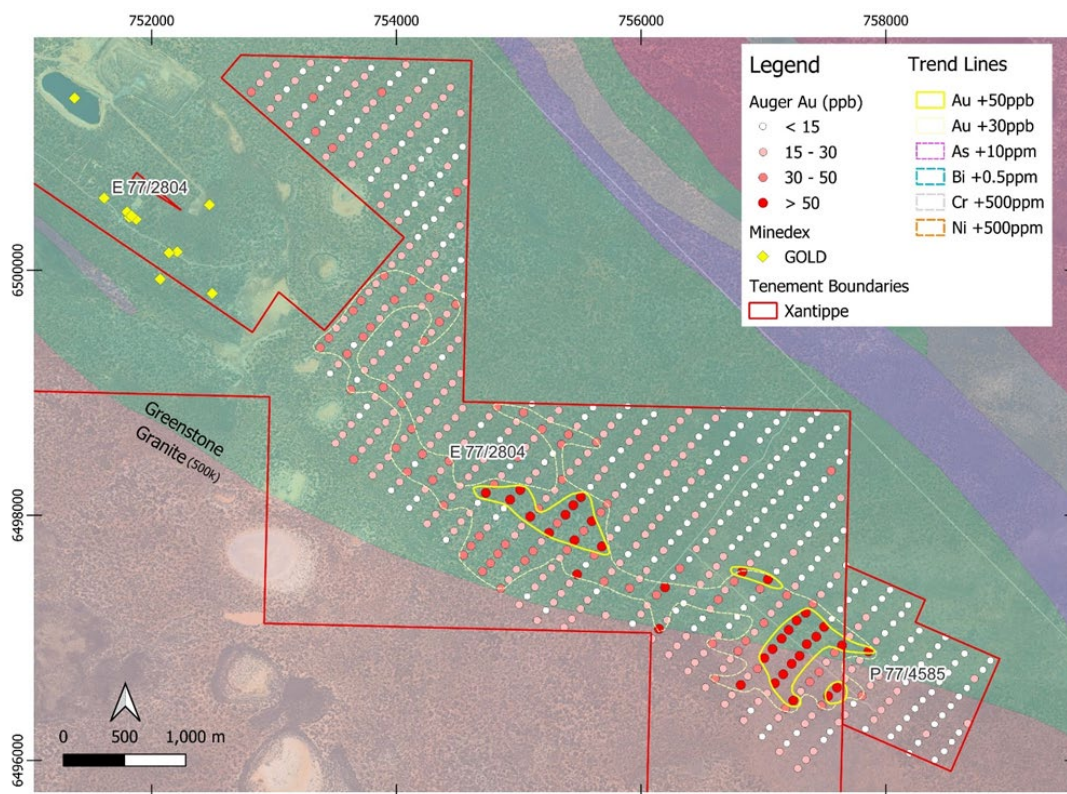 752000
754000
756000
758000
Legend
Auger Au (ppb)
< 15
15 - 30
30 - 50
> 50
Minedex
GOLD
Tenement Boundaries
Xantippe
Trend Lines
Au +50ppb
Au +30ppb
As +10ppm
Bi +0.5ppm
Cr +500ppm
Ni +500ppm
E 77/2804
6500000
Greenstone
Granite (500k)
E 77/2804
6498000
P 77/4585
0 500 1,000 m
6496000